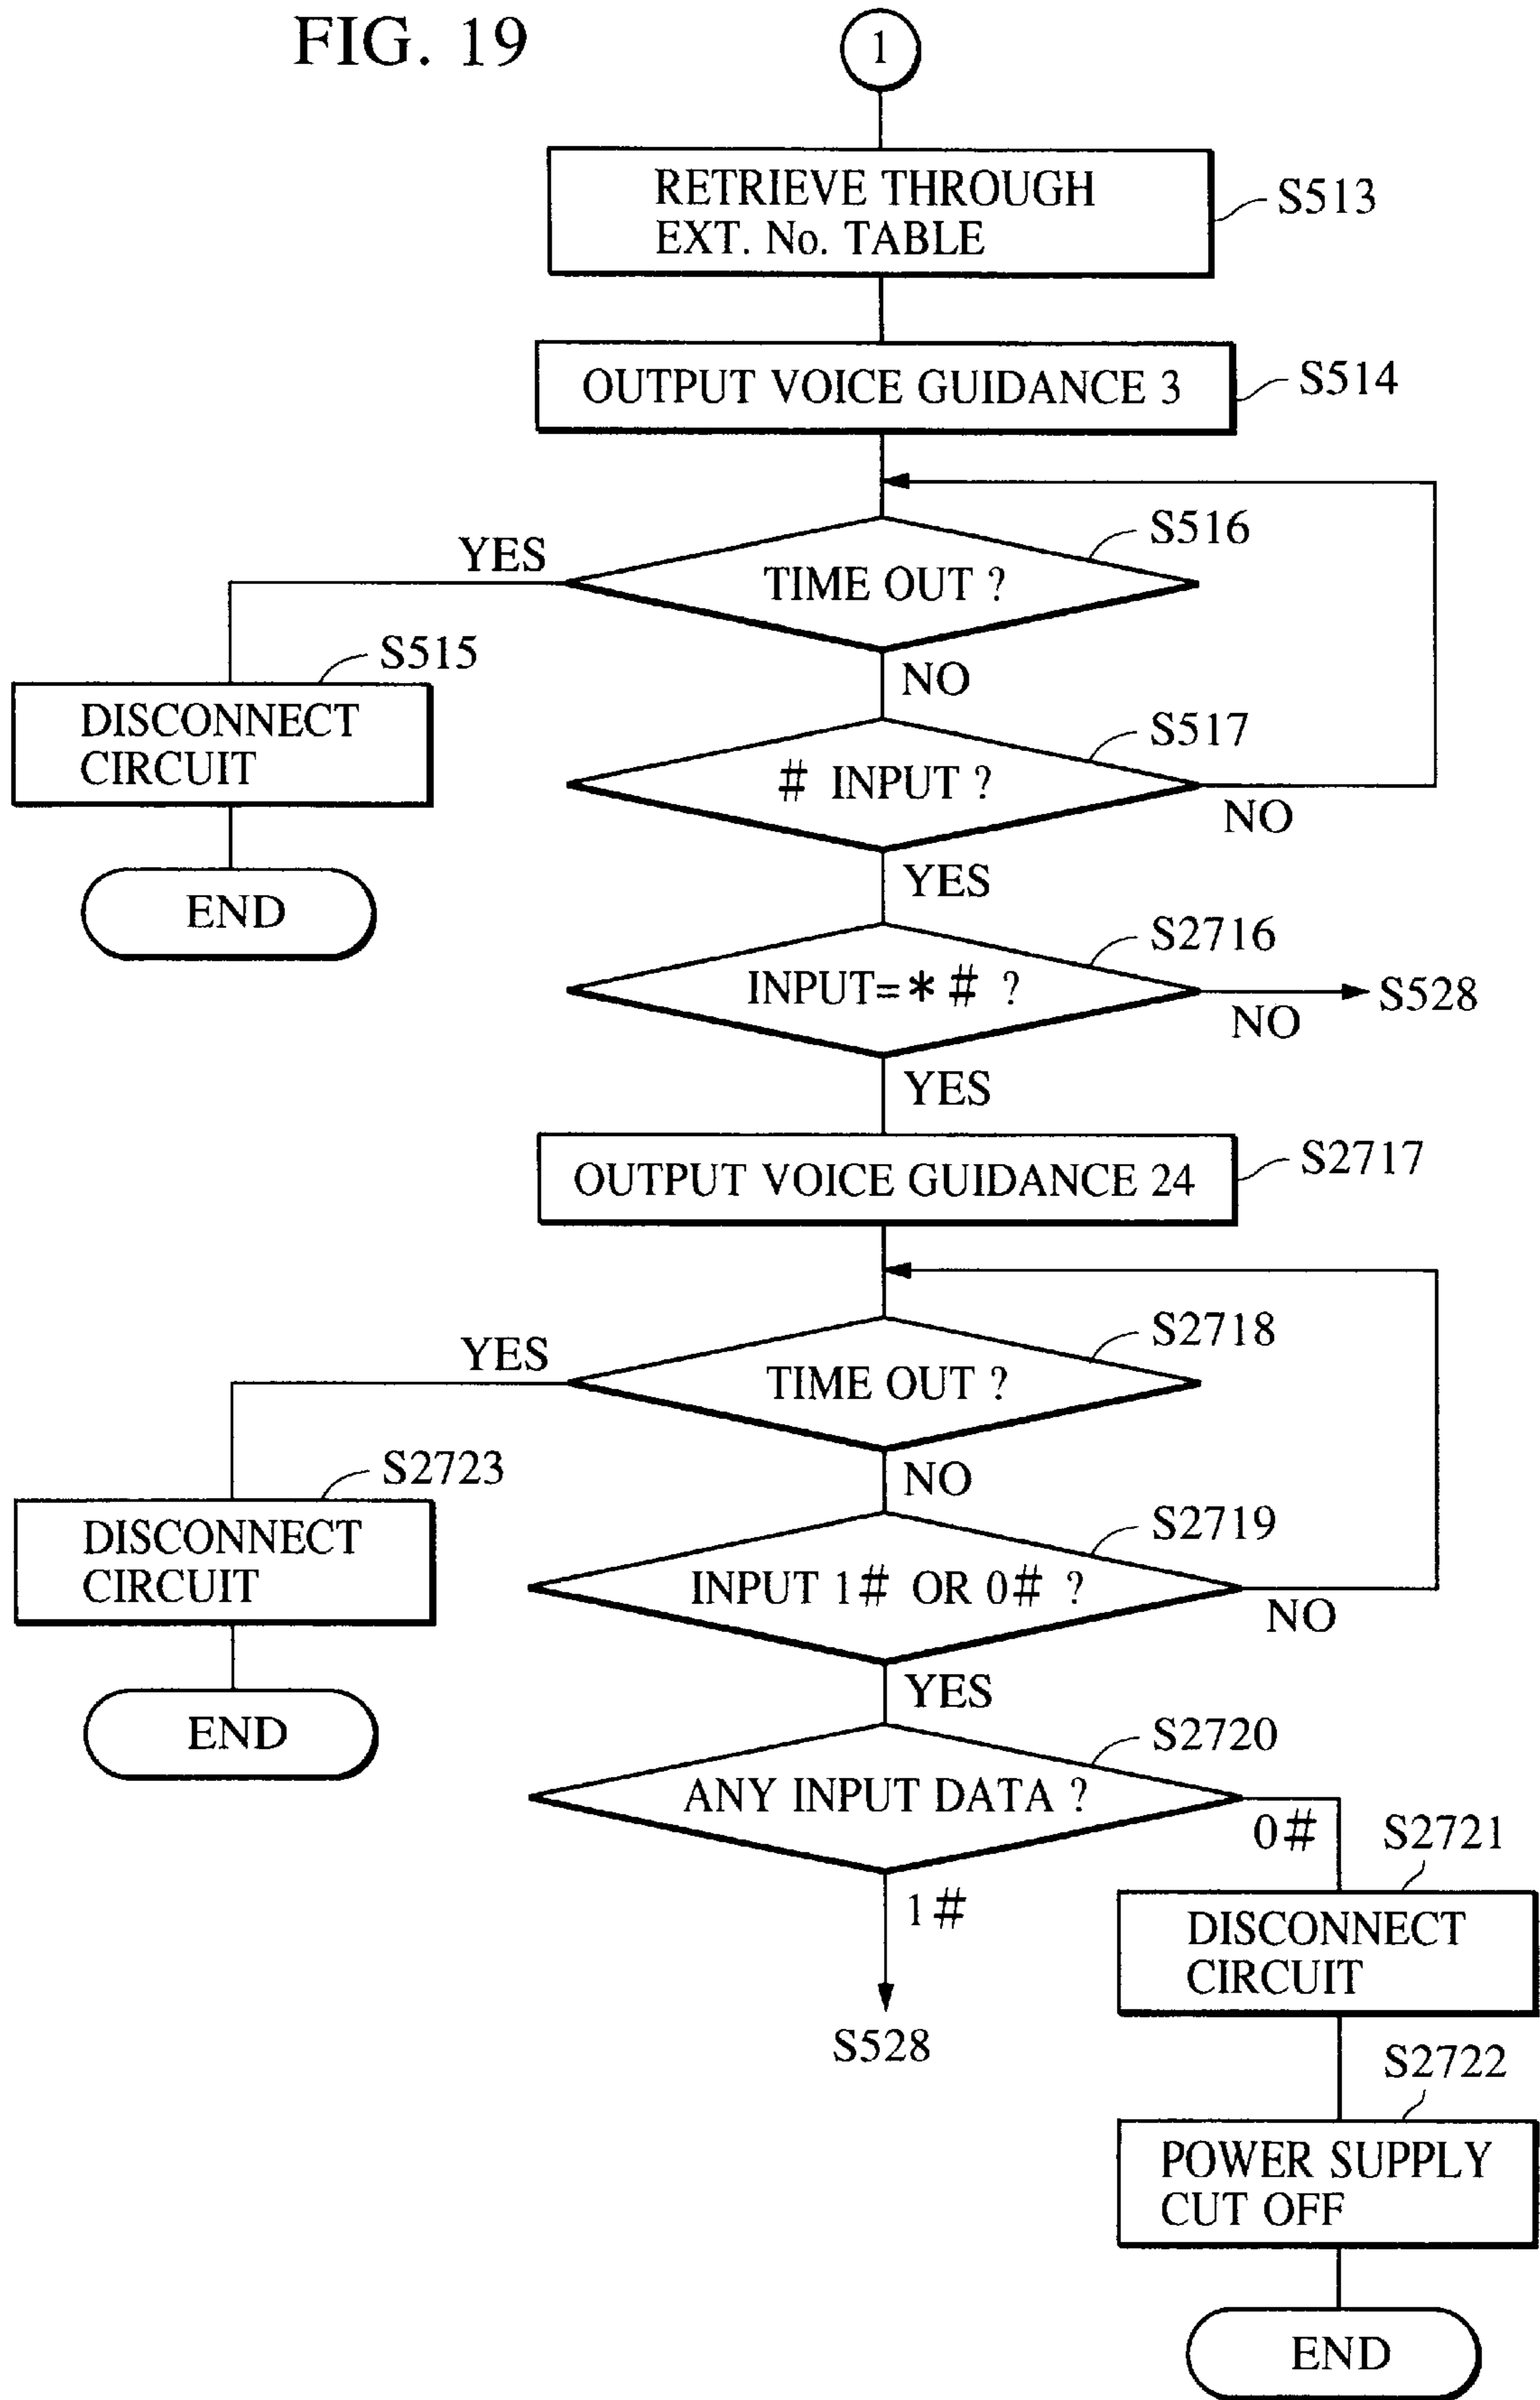 FIG. 19
1
RETRIEVE THROUGH
EXT. No. TABLE
S513
OUTPUT VOICE GUIDANCE 3
S514
S516
YES
TIME OUT ?
S515
NO
DISCONNECT
CIRCUIT
S517
# INPUT ?
NO
YES
END
S2716
INPUT=*# ?
NO
S528
YES
OUTPUT VOICE GUIDANCE 24
S2717
S2718
YES
TIME OUT ?
S2723
NO
DISCONNECT
CIRCUIT
S2719
INPUT 1# OR 0# ?
NO
YES
END
S2720
ANY INPUT DATA ?
0#
S2721
1#
DISCONNECT
CIRCUIT
S528
S2722
POWER SUPPLY
CUT OFF
END